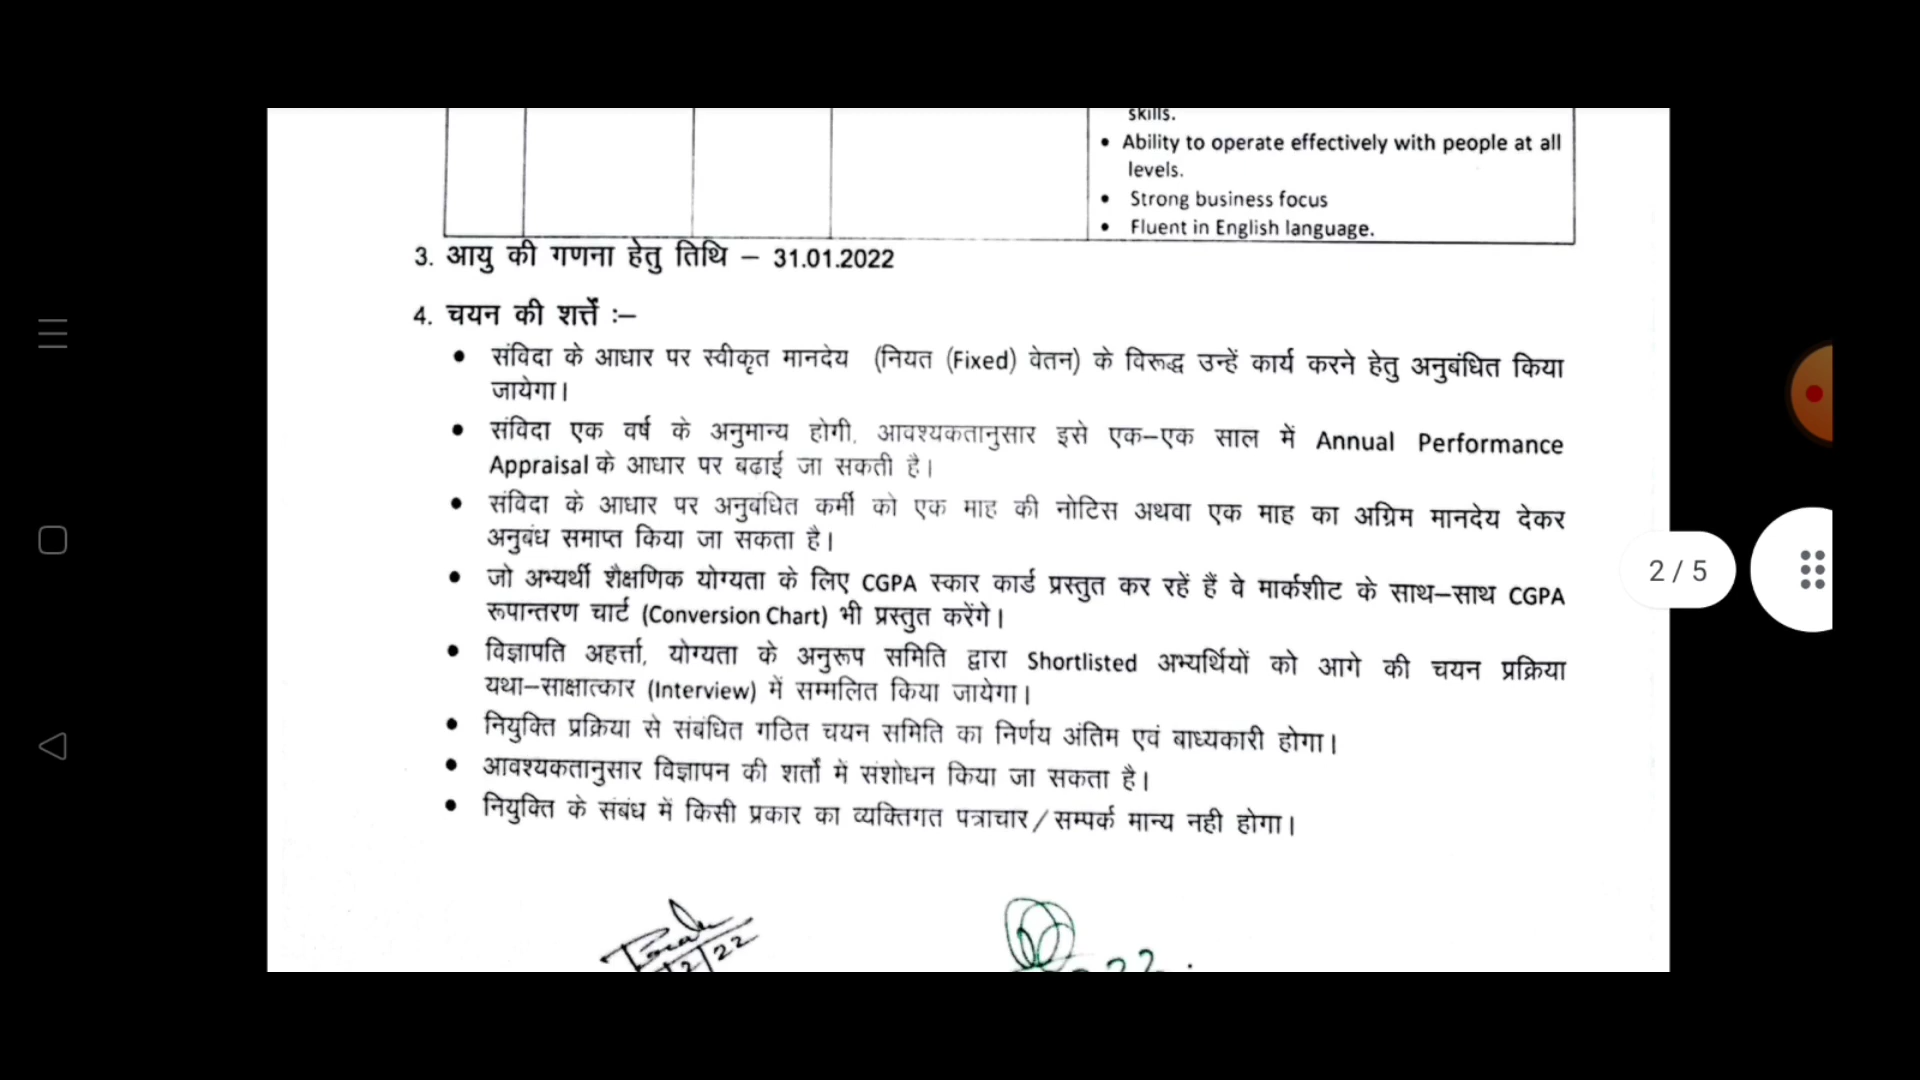 skills.
• Ability to operate effectively with people at all
levels.
• Strong business focus
• Fluent in English language.
3. आयु की गणना हेतु तिथि – 31.01.2022
4. चयन की शर्त्तें :–
• संविदा के आधार पर स्वीकृत मानदेय (नियत (Fixed) वेतन) के विरूद्ध उन्हें कार्य करने हेतु अनुबंधित किया
जायेगा।
• संविदा एक वर्ष के अनुमान्य होगी, आवश्यकतानुसार इसे एक–एक साल में Annual Performance
Appraisal के आधार पर बढाई जा सकती है।
• संविदा के आधार पर अनुबंधित कर्मी को एक माह की नोटिस अथवा एक माह का अग्रिम मानदेय देकर
अनुबंध समाप्त किया जा सकता है।
• जो अभ्यर्थी शैक्षणिक योग्यता के लिए CGPA स्कार कार्ड प्रस्तुत कर रहें हैं वे मार्कशीट के साथ–साथ CGPA
रूपान्तरण चार्ट (Conversion Chart) भी प्रस्तुत करेंगे।
• विज्ञापति अहर्त्ता, योग्यता के अनुरूप समिति द्वारा Shortlisted अभ्यर्थियों को आगे की चयन प्रक्रिया
यथा–साक्षात्कार (Interview) में सम्मलित किया जायेगा।
• नियुक्ति प्रक्रिया से संबंधित गठित चयन समिति का निर्णय अंतिम एवं बाध्यकारी होगा।
• आवश्यकतानुसार विज्ञापन की शर्तों में संशोधन किया जा सकता है।
• नियुक्ति के संबंध में किसी प्रकार का व्यक्तिगत पत्राचार/सम्पर्क मान्य नही होगा।
2 / 5